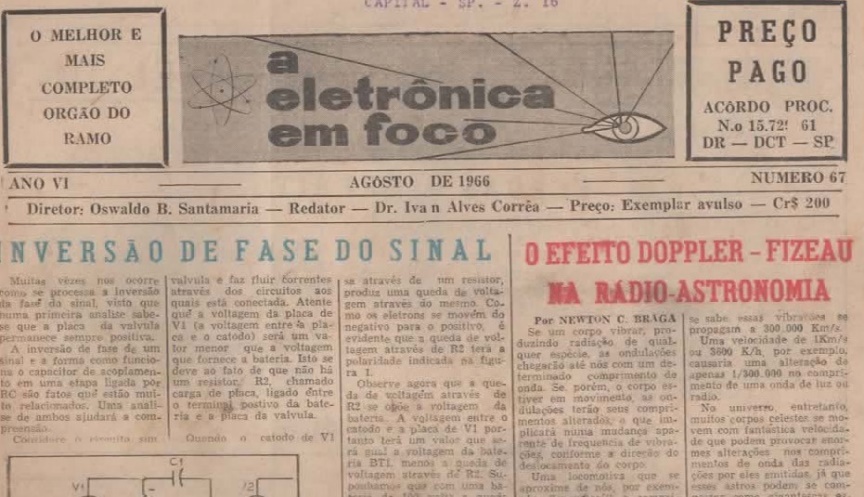 CAPITAL - SP. - Z. 16
O MELHOR E
MAIS
COMPLETO
ORGÃO DO
RAMO
a
eletrônica
em foco
PREÇO
PAGO
ACÔRDO PROC.
N.o 15.72! 61
DR — DCT — SP
ANO VI
AGÔSTO DE 1966
NUMERO 67
Diretor: Oswaldo B. Santamaria — Redator — Dr. Iva n Alves Corrêa — Preço: Exemplar avulso — Cr$ 200
NVERSÃO DE FASE DO SINAL
Muitas vêzes nos ocorre
como se processa a inversão
da fase do sinal, visto que
numa primeira analise sabe-
se que a placa da valvula
permanece sempre positiva.
A inversão de fase de um
sinal e a forma como funcio-
na o capacitor de acoplamen-
to em uma etapa ligada por
RC são fatos que estão mui-
to relacionados. Uma anali-
se de ambos ajudará a com-
preensão.
Considere o
valvula e faz fluir correntes
através dos circuitos aos
quais está conectada. Atente
que a voltagem da placa de
V1 (a voltagem entre a pla-
ca e o catodo) será um va-
lor menor que a voltagem
que fornece a bateria. Isto se
deve ao fato de que não há
um resistor, R2, chamado
carga de placa, ligado entre
o terminal postivo da bate-
ria e a placa da valvula.
Quando o catodo de V1
se através de um resistor,
produz uma queda de volta-
gem através do mesmo. Co-
mo os eletrons se movem do
negativo para o positivo, é
evidente que a queda de vol-
tagem através de R2 terá a
polaridade indicada na figu-
ra 1.
Observe agora que a que-
da de voltagem através de
R2 se opõe a voltagem da
bateria. A voltagem entre o
catodo e a placa de V1 por-
tanto terá um valor que se-
rá gual a voltagem da bate-
ria BT1, menos a queda de
voltagem através de R2. Su-
ponhamos que com uma ba-
C1
V1
O EFEITO DOPPLER - FIZEAU
NA RADIO-ASTRONOMIA
Por NEWTON C. BRAGA
Se um corpo vibrar, pro-
duzindo radiação de qual-
quer espécie, as ondulações
chegarão até nós com um de-
terminado comprimento de
onda. Se, porém, o corpo es-
tiver em movimento, as on-
dulações terão seus compri-
mentos alterados, o que im-
plicará numa mudança apa-
rente de frequencia de vibra-
ções, conforme a direção do
deslocamento do corpo.
Uma locomotiva que se
aproxime de nós, por exem-
se sabe essas vibrações se
propagam a 300.000 Km/s.
Uma velocidade de 1Km/s
ou 3600 K/h, por exemplo,
causaria uma alteração de
apenas 1/300.000 no compri-
mento de uma onda de luz ou
radio.
No universo, entretanto,
muitos corpos celestes se mo-
vem com fantástica velocida-
de que podem provocar enor-
mes alterações nos compri-
mentos de onda das radia-
ções por eles emitidas, já que
esses astros podem se com-